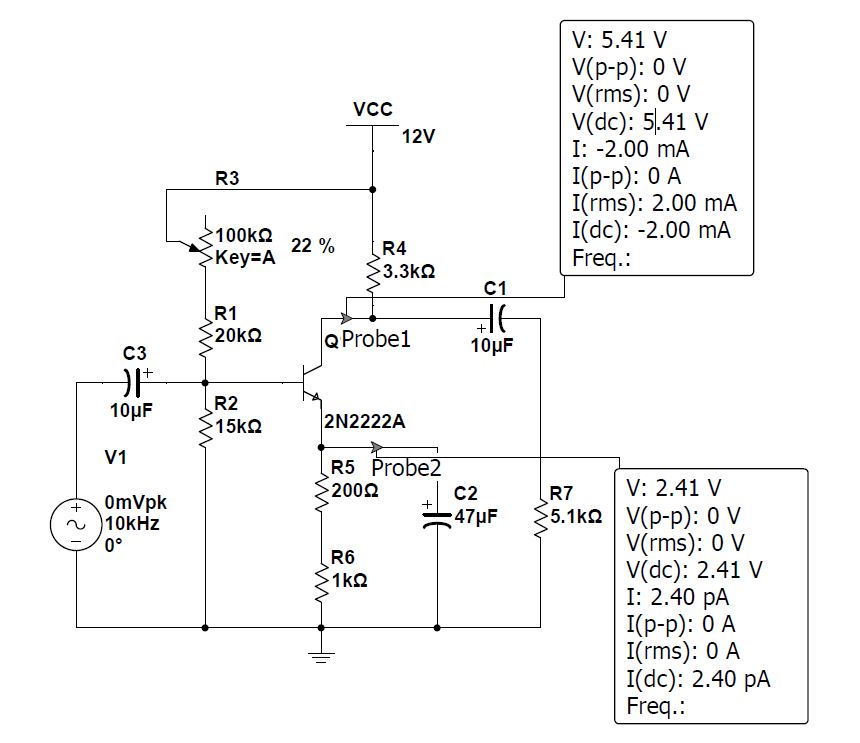 V: 5.41 V
V(p-p): 0 V
V(rms): 0 V
V(dc): 5.41 V
I: -2.00 mA
I(p-p): 0 A
I(rms): 2.00 mA
I(dc): -2.00 mA
Freq.:
VCC
12V
R3
100kΩ
Key=A
22 %
R4
3.3kΩ
C1
+
10µF
R1
20kΩ
Q
Probe1
C3
+
10µF
R2
15kΩ
2N2222A
V1
+
0mVpk
10kHz
0°
R5
200Ω
Probe2
C2
+
47µF
R7
5.1kΩ
R6
1kΩ
V: 2.41 V
V(p-p): 0 V
V(rms): 0 V
V(dc): 2.41 V
I: 2.40 pA
I(p-p): 0 A
I(rms): 0 A
I(dc): 2.40 pA
Freq.: